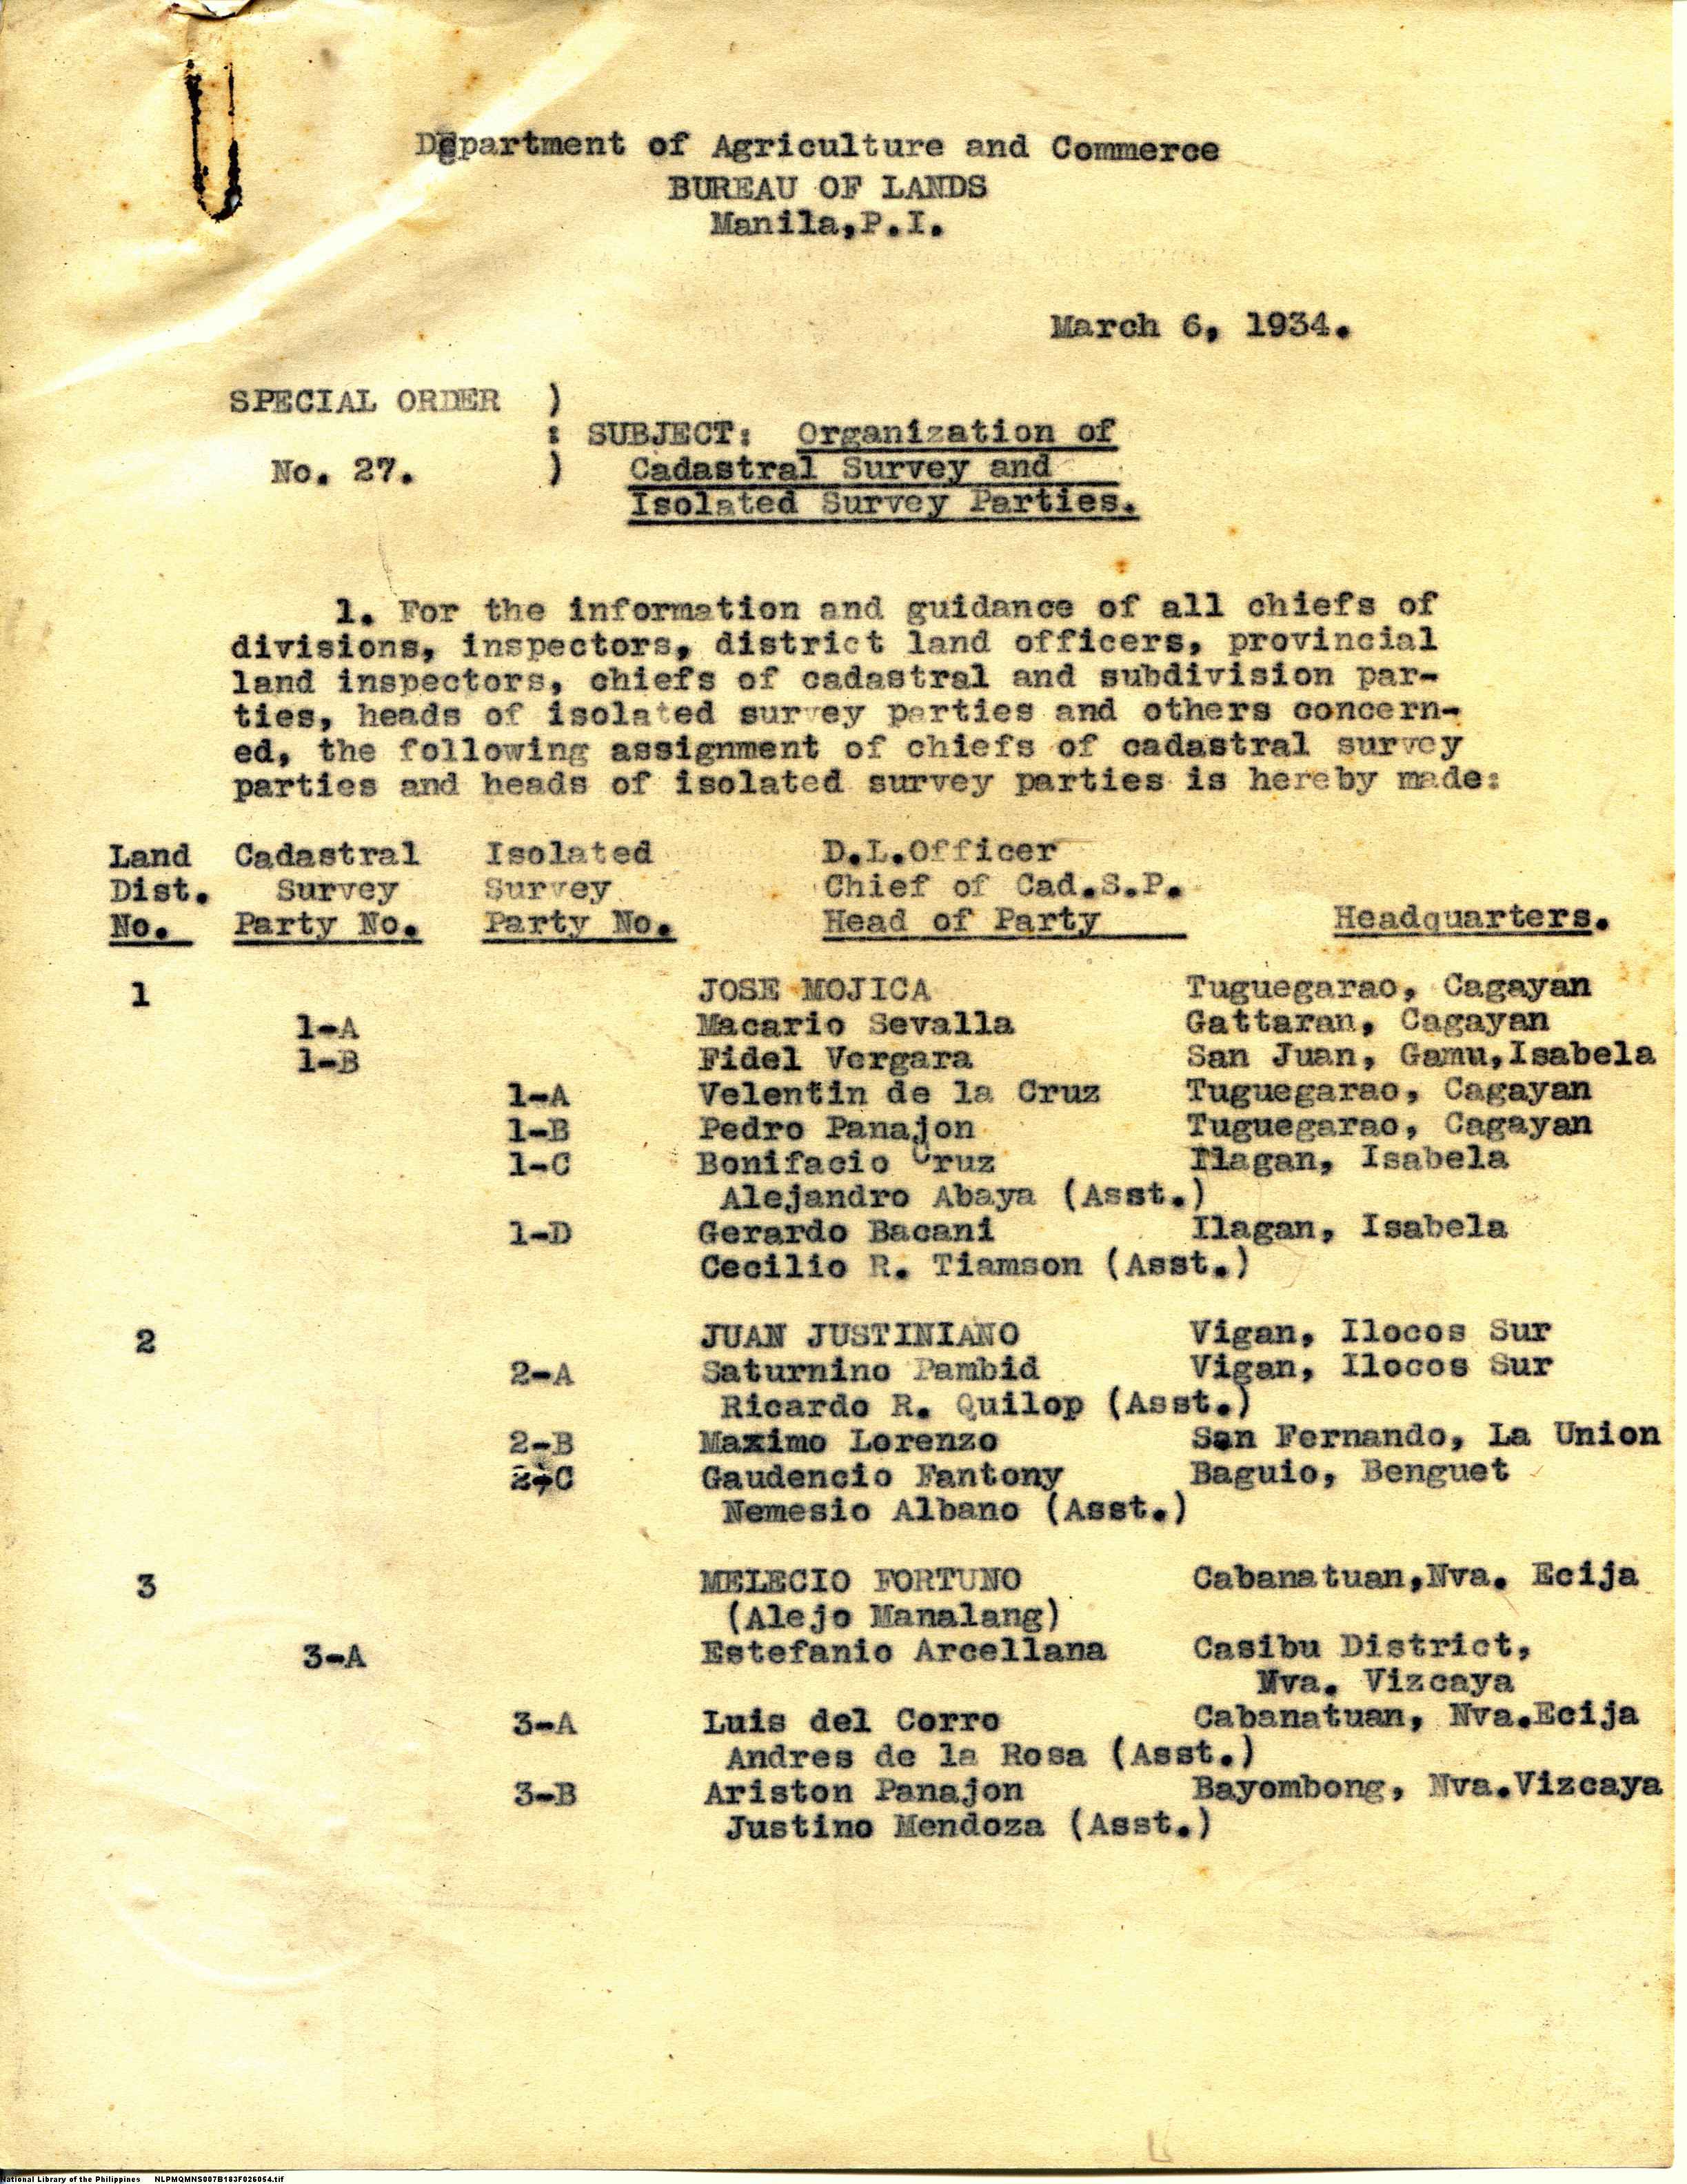 Department of Agriculture and Commerce
BUREAU OF LANDS
Manila,P.I.
March 6, 1934.
SPECIAL ORDER )
: SUBJECT: Organization of
No. 27. ) Cadastral Survey and
Isolated Survey Parties.
1. For the information and guidance of all chiefs of
divisions, inspectors, district land officers, provincial
land inspectors, chiefs of cadastral and subdivision par-
ties, heads of isolated survey parties and others concern-
ed, the following assignment of chiefs of cadastral survey
parties and heads of isolated survey parties is hereby made:
Land Cadastral Isolated D.L.Officer
Dist. Survey Survey Chief of Cad.S.P.
No. Party No. Party No. Head of Party Headquarters.
1 JOSE MOJICA Tuguegarao, Cagayan
1-A Macario Sevalla Gattaran, Cagayan
1-B Fidel Vergara San Juan, Gamu,Isabela
1-A Velentin de la Cruz Tuguegarao, Cagayan
1-B Pedro Panajon Tuguegarao, Cagayan
1-C Bonifacio Cruz Ilagan, Isabela
Alejandro Abaya (Asst.)
1-D Gerardo Bacani Ilagan, Isabela
Cecilio R. Tiamson (Asst.)
2 JUAN JUSTINIANO Vigan, Ilocos Sur
2-A Saturnino Pambid Vigan, Ilocos Sur
Ricardo R. Quilop (Asst.)
2-B Maximo Lorenzo San Fernando, La Union
2-C Gaudencio Fantony Baguio, Benguet
Nemesio Albano (Asst.)
3 MELECIO FORTUNO Cabanatuan,Nva. Ecija
(Alejo Manalang)
3-A Estefanio Arcellana Casibu District,
Nva. Vizcaya
3-A Luis del Corro Cabanatuan, Nva.Ecija
Andres de la Rosa (Asst.)
3-B Ariston Panajon Bayombong, Nva.Vizcaya
Justino Mendoza (Asst.)
National Library of the Philippines NLPMQMNS007B183F026054.tif